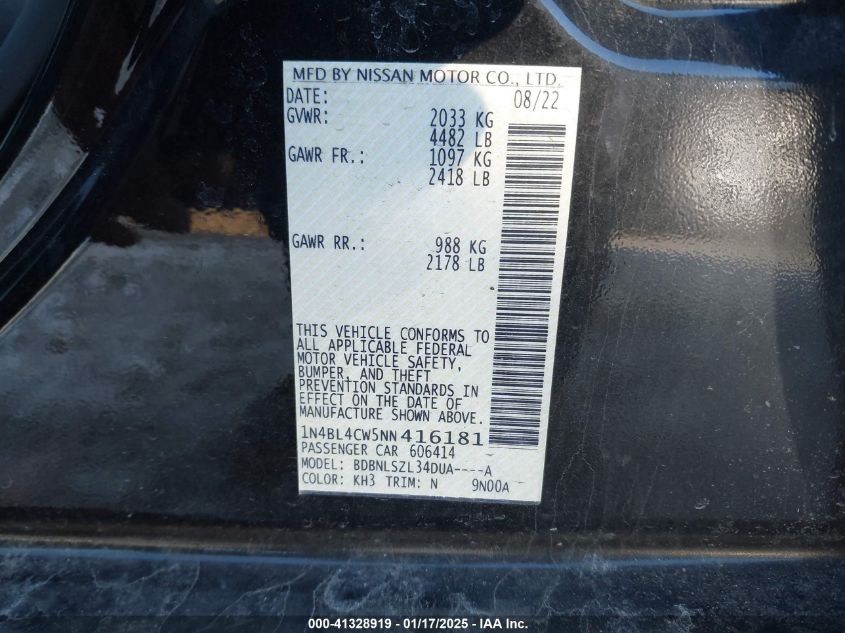 MFD BY NISSAN MOTOR CO., LTD.
DATE: 08/22
GVWR: 2033 KG
4482 LB
GAWR FR.: 1097 KG
2418 LB
GAWR RR.: 988 KG
2178 LB
THIS VEHICLE CONFORMS TO
ALL APPLICABLE FEDERAL
MOTOR VEHICLE SAFETY,
BUMPER, AND THEFT
PREVENTION STANDARDS IN
EFFECT ON THE DATE OF
MANUFACTURE SHOWN ABOVE.
1N4BL4CW5NN416181
PASSENGER CAR 606414
MODEL: BDBNLSZL34DUA----A
COLOR: KH3 TRIM: N 9N00A
000-41328919 — 01/17/2025 — IAA Inc.